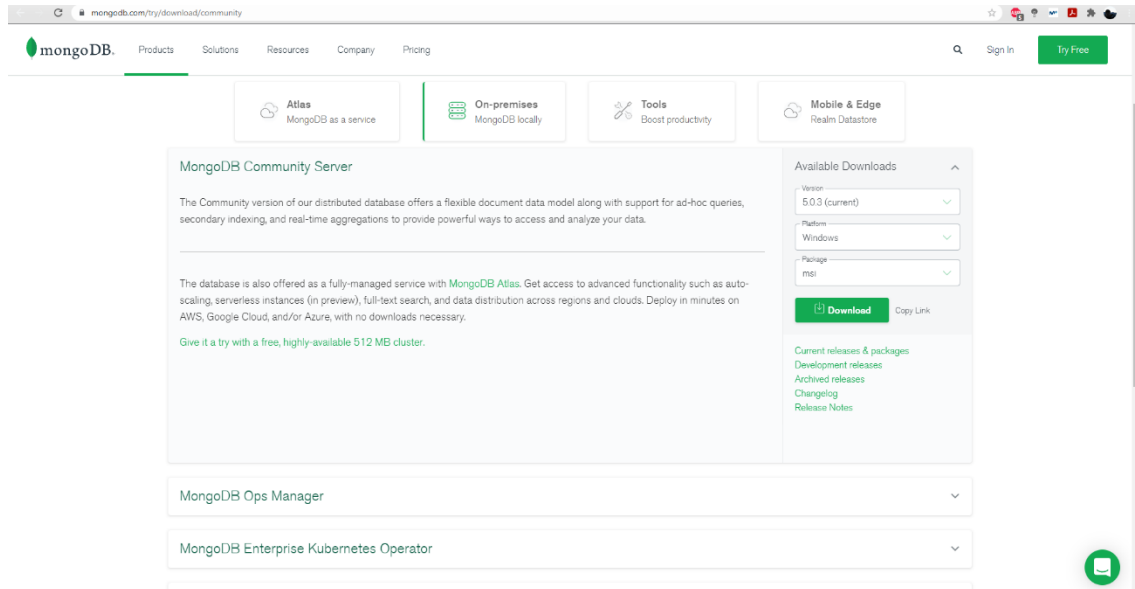 mongodb.com/try/download/community
mongoDB.
Products
Solutions
Resources
Company
Pricing
Sign In
Try Free
Atlas
MongoDB as a service
On-premises
MongoDB locally
Tools
Boost productivity
Mobile & Edge
Realm Datastore
MongoDB Community Server
The Community version of our distributed database offers a flexible document data model along with support for ad-hoc queries,
secondary indexing, and real-time aggregations to provide powerful ways to access and analyze your data.
The database is also offered as a fully-managed service with MongoDB Atlas. Get access to advanced functionality such as auto-
scaling, serverless instances (in preview), full-text search, and data distribution across regions and clouds. Deploy in minutes on
AWS, Google Cloud, and/or Azure, with no downloads necessary.
Give it a try with a free, highly-available 512 MB cluster.
Available Downloads
Version
5.0.3 (current)
Platform
Windows
Package
msi
Download
Copy Link
Current releases & packages
Development releases
Archived releases
Changelog
Release Notes
MongoDB Ops Manager
MongoDB Enterprise Kubernetes Operator